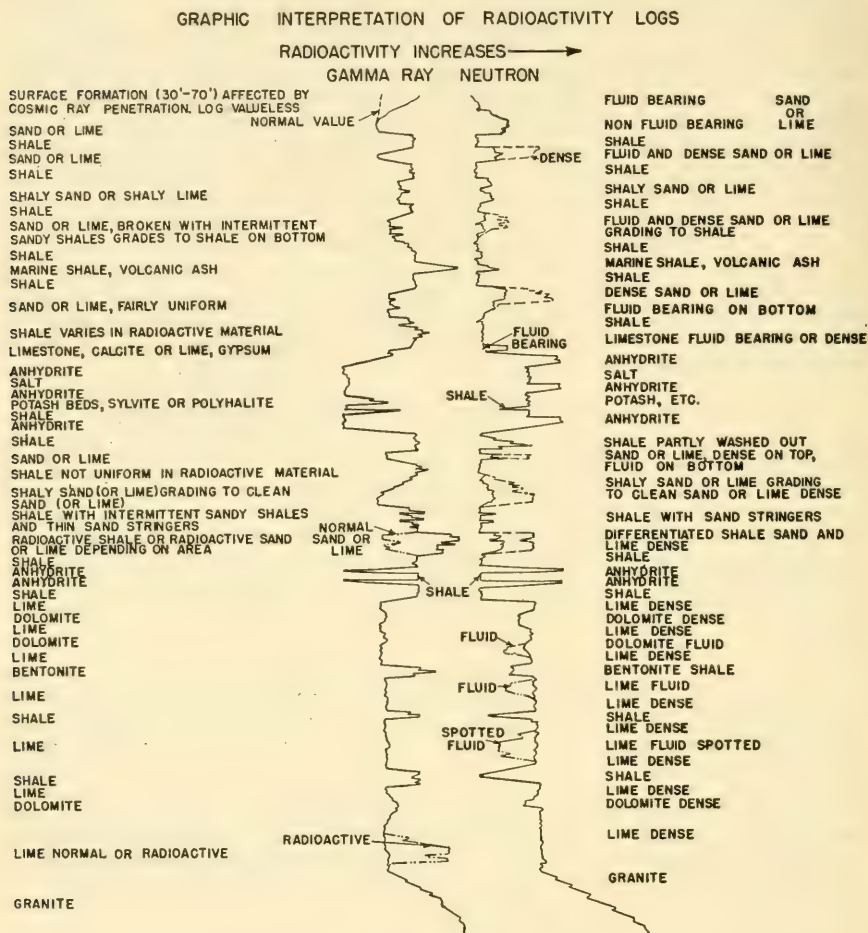 GRAPHIC INTERPRETATION OF RADIOACTIVITY LOGS
RADIOACTIVITY INCREASES
GAMMA RAY NEUTRON
SURFACE FORMATION (30'-70') AFFECTED BY
COSMIC RAY PENETRATION. LOG VALUELESS
NORMAL VALUE
SAND OR LIME
SHALE
SAND OR LIME
SHALE
SHALY SAND OR SHALY LIME
SHALE
SAND OR LIME, BROKEN WITH INTERMITTENT
SANDY SHALES GRADES TO SHALE ON BOTTOM
SHALE
MARINE SHALE, VOLCANIC ASH
SHALE
SAND OR LIME, FAIRLY UNIFORM
SHALE VARIES IN RADIOACTIVE MATERIAL
LIMESTONE, CALCITE OR LIME, GYPSUM
ANHYDRITE
SALT
ANHYDRITE
POTASH BEDS, SYLVITE OR POLYHALITE
SHALE
ANHYDRITE
SHALE
SAND OR LIME
SHALE NOT UNIFORM IN RADIOACTIVE MATERIAL
SHALY SAND (OR LIME) GRADING TO CLEAN
SAND (OR LIME)
SHALE WITH INTERMITTENT SANDY SHALES
AND THIN SAND STRINGERS
RADIOACTIVE SHALE OR RADIOACTIVE SAND
OR LIME DEPENDING ON AREA
SHALE
ANHYDRITE
ANHYDRITE
SHALE
LIME
DOLOMITE
LIME
DOLOMITE
LIME
BENTONITE
LIME
SHALE
LIME
SHALE
LIME
DOLOMITE
LIME NORMAL OR RADIOACTIVE
GRANITE
DENSE
FLUID
BEARING
SHALE
NORMAL
SAND OR
LIME
SHALE
FLUID
FLUID
SPOTTED
FLUID
RADIOACTIVE
FLUID BEARING SAND
OR
NON FLUID BEARING LIME
SHALE
FLUID AND DENSE SAND OR LIME
SHALE
SHALY SAND OR LIME
SHALE
FLUID AND DENSE SAND OR LIME
GRADING TO SHALE
SHALE
MARINE SHALE, VOLCANIC ASH
SHALE
DENSE SAND OR LIME
FLUID BEARING ON BOTTOM
SHALE
LIMESTONE FLUID BEARING OR DENSE
ANHYDRITE
SALT
ANHYDRITE
POTASH, ETC.
ANHYDRITE
SHALE PARTLY WASHED OUT
SAND OR LIME, DENSE ON TOP,
FLUID ON BOTTOM
SHALY SAND OR LIME GRADING
TO CLEAN SAND OR LIME DENSE
SHALE WITH SAND STRINGERS
DIFFERENTIATED SHALE SAND AND
LIME DENSE
SHALE
ANHYDRITE
ANHYDRITE
SHALE
LIME DENSE
DOLOMITE DENSE
LIME DENSE
DOLOMITE FLUID
LIME DENSE
BENTONITE SHALE
LIME FLUID
LIME DENSE
SHALE
LIME DENSE
LIME FLUID SPOTTED
LIME DENSE
SHALE
LIME DENSE
DOLOMITE DENSE
LIME DENSE
GRANITE